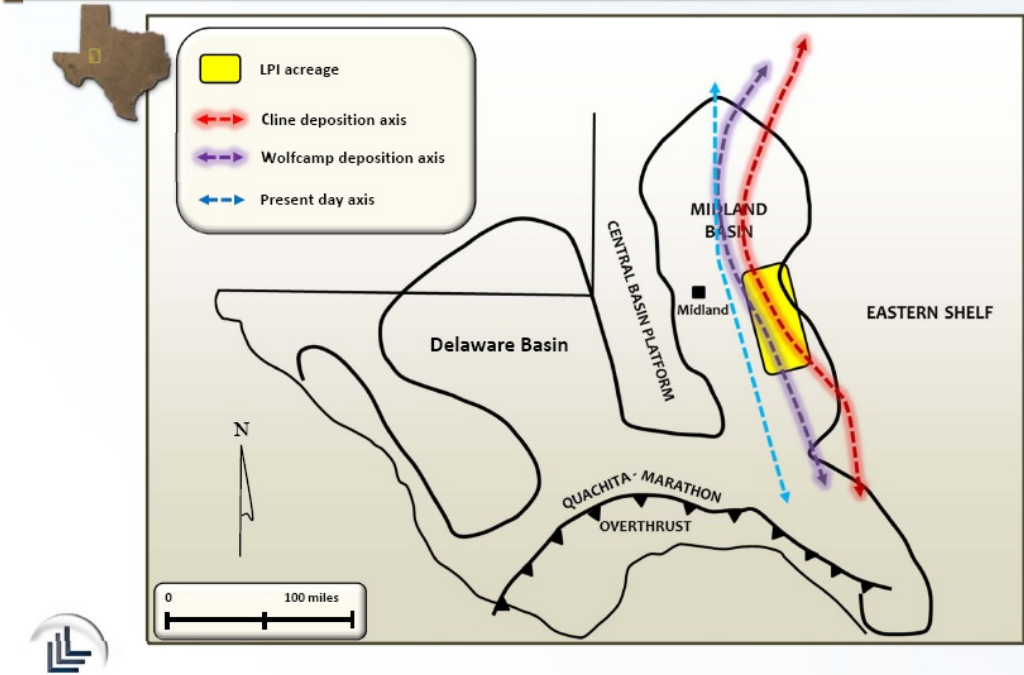 LPI acreage
Cline deposition axis
Wolfcamp deposition axis
Present day axis
MIDLAND
BASIN
CENTRAL BASIN PLATFORM
Midland
EASTERN SHELF
Delaware Basin
N
QUACHITA - MARATHON
OVERTHRUST
0 100 miles